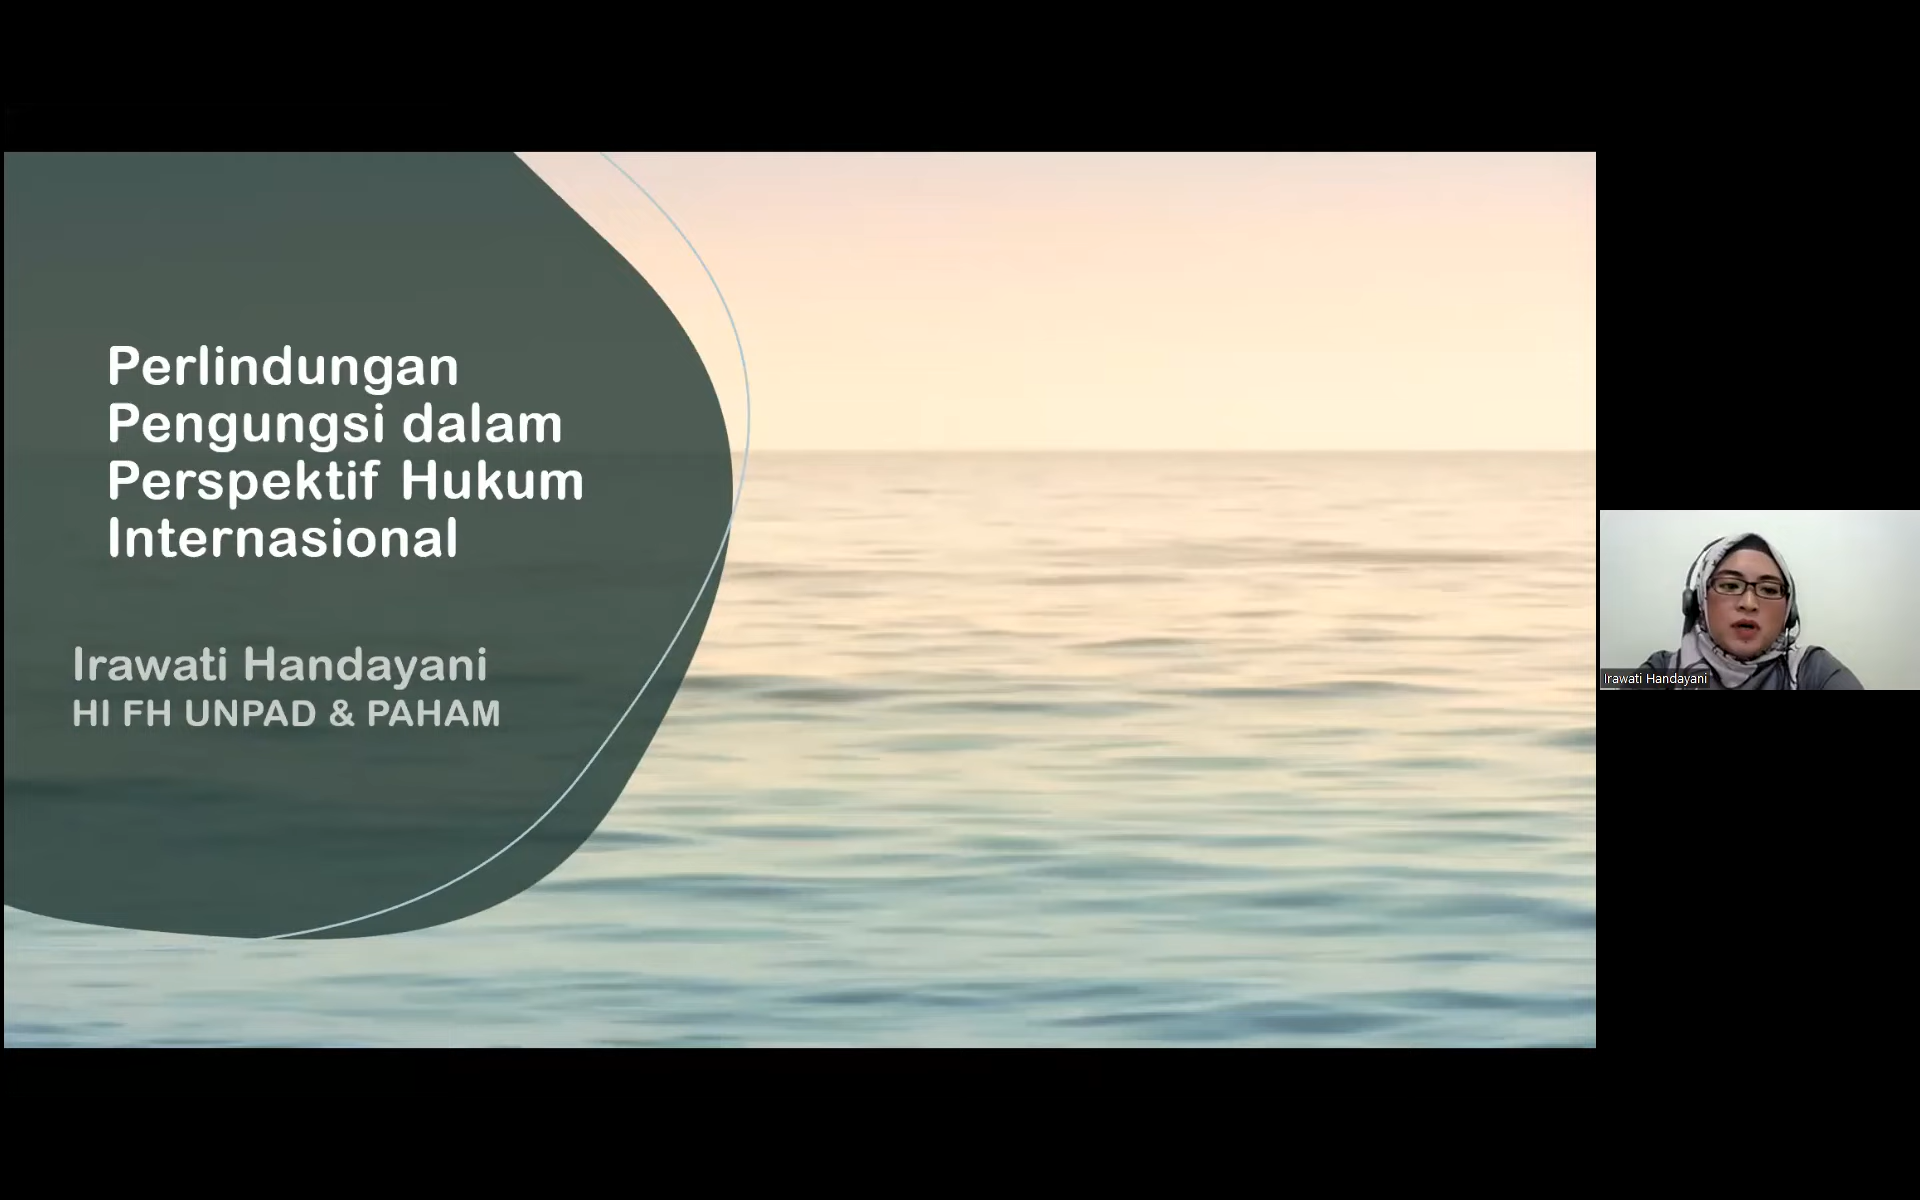 Perlindungan
Pengungsi dalam
Perspektif Hukum
Internasional
Irawati Handayani
HI FH UNPAD & PAHAM
Irawati Handayani